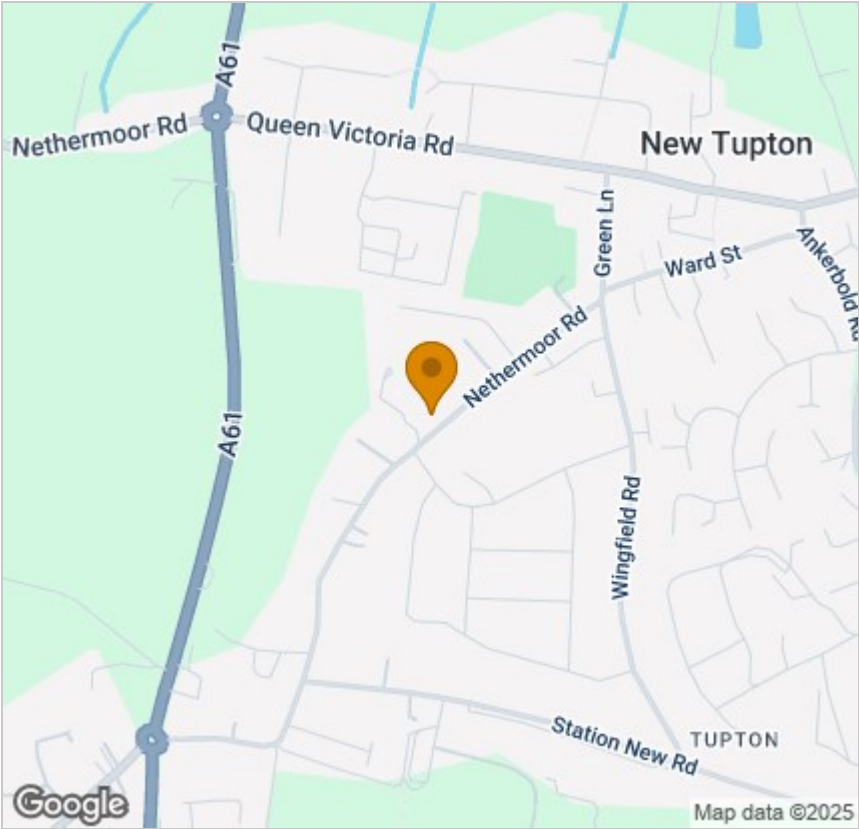 A61
Nethermoor Rd
Queen Victoria Rd
New Tupton
Green Ln
Ward St
Ankerbold Rd
Nethermoor Rd
A61
Wingfield Rd
Station New Rd
TUPTON
Google
Map data ©2025